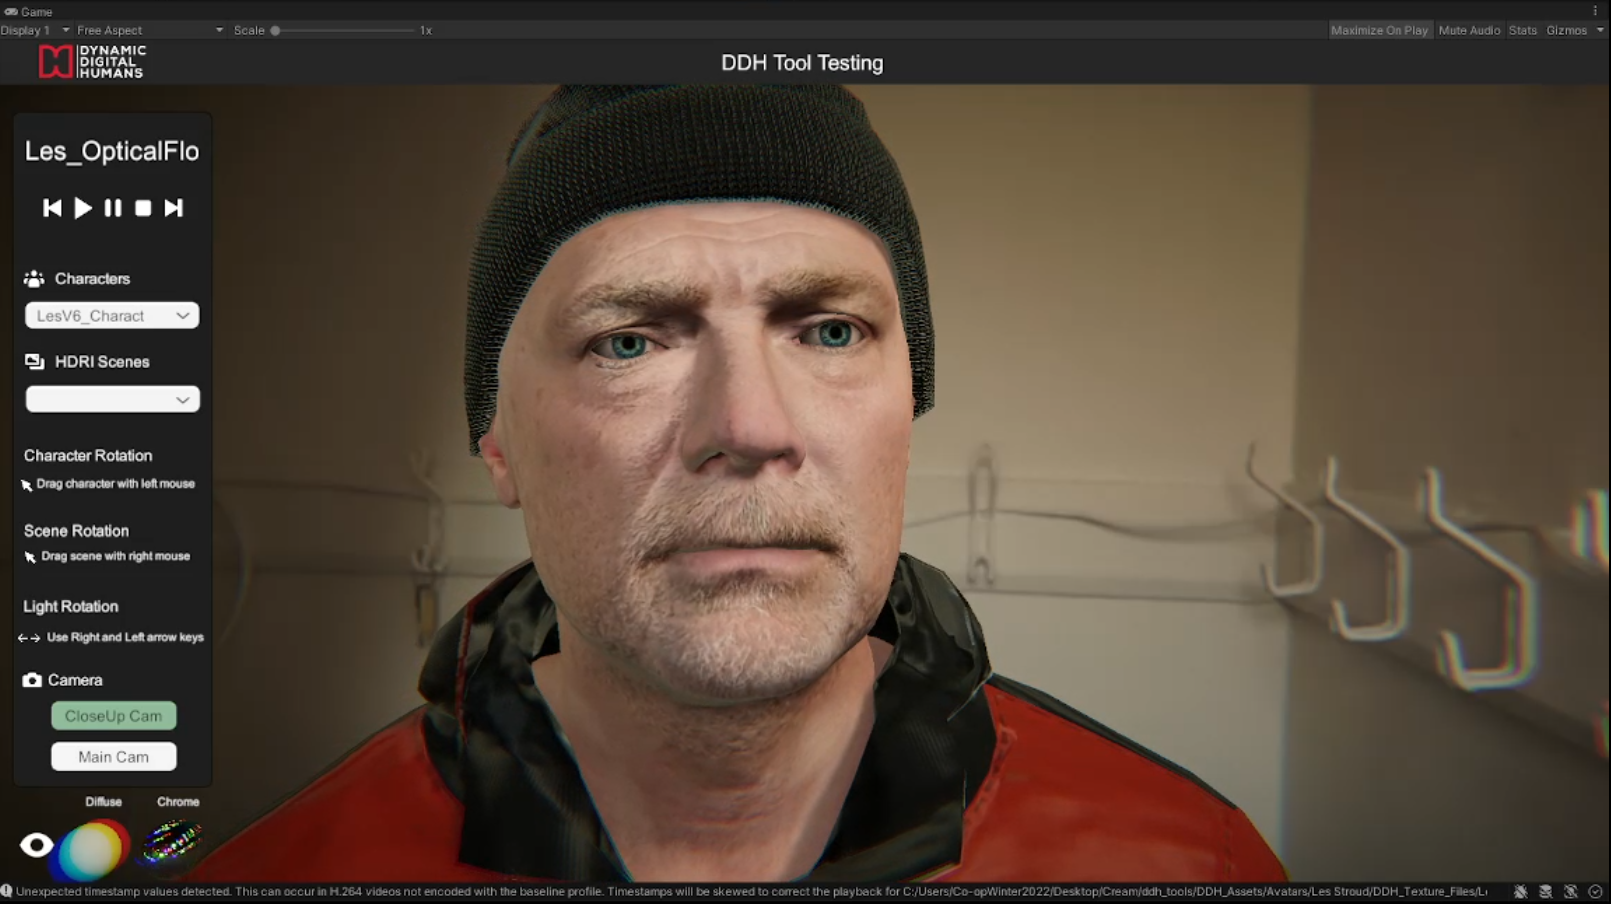 Game
Display 1 Free Aspect Scale 1x Maximize On Play Mute Audio Stats Gizmos
DYNAMIC
DIGITAL
HUMANS
DDH Tool Testing
Les_OpticalFlo
Characters
LesV6_Charact
HDRI Scenes
Character Rotation
Drag character with left mouse
Scene Rotation
Drag scene with right mouse
Light Rotation
Use Right and Left arrow keys
Camera
CloseUp Cam
Main Cam
Diffuse Chrome
Unexpected timestamp values detected. This can occur in H.264 videos not encoded with the baseline profile. Timestamps will be skewed to correct the playback for C:/Users/Co-opWinter2022/Desktop/Cream/ddh_tools/DDH_Assets/Avatars/Les Stroud/DDH_Texture_Files/L